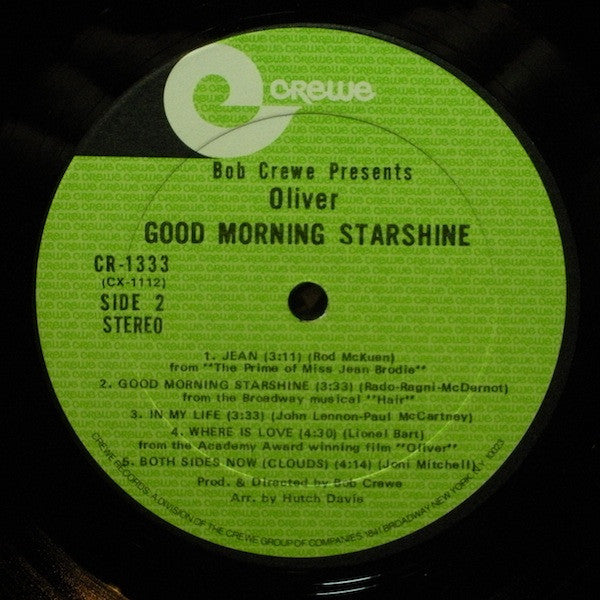 crewe
Bob Crewe Presents
Oliver
GOOD MORNING STARSHINE
CR-1333
(CX-1112)
SIDE 2
STEREO
1. JEAN (3:11) (Rod McKuen)
from "The Prime of Miss Jean Brodie"
2. GOOD MORNING STARSHINE (3:33) (Rado-Ragni-McDernot)
from the Broadway musical "Hair"
3. IN MY LIFE (3:33) (John Lennon-Paul McCartney)
4. WHERE IS LOVE (4:30) (Lionel Bart)
from the Academy Award winning film "Oliver"
5. BOTH SIDES NOW (CLOUDS) (4:14) (Joni Mitchell)
Prod. & Directed by Bob Crewe
Arr. by Hutch Davie
CREWE RECORDS: A DIVISION OF THE CREWE GROUP OF COMPANIES 1841 BROADWAY NEW YORK, N.Y. 10023